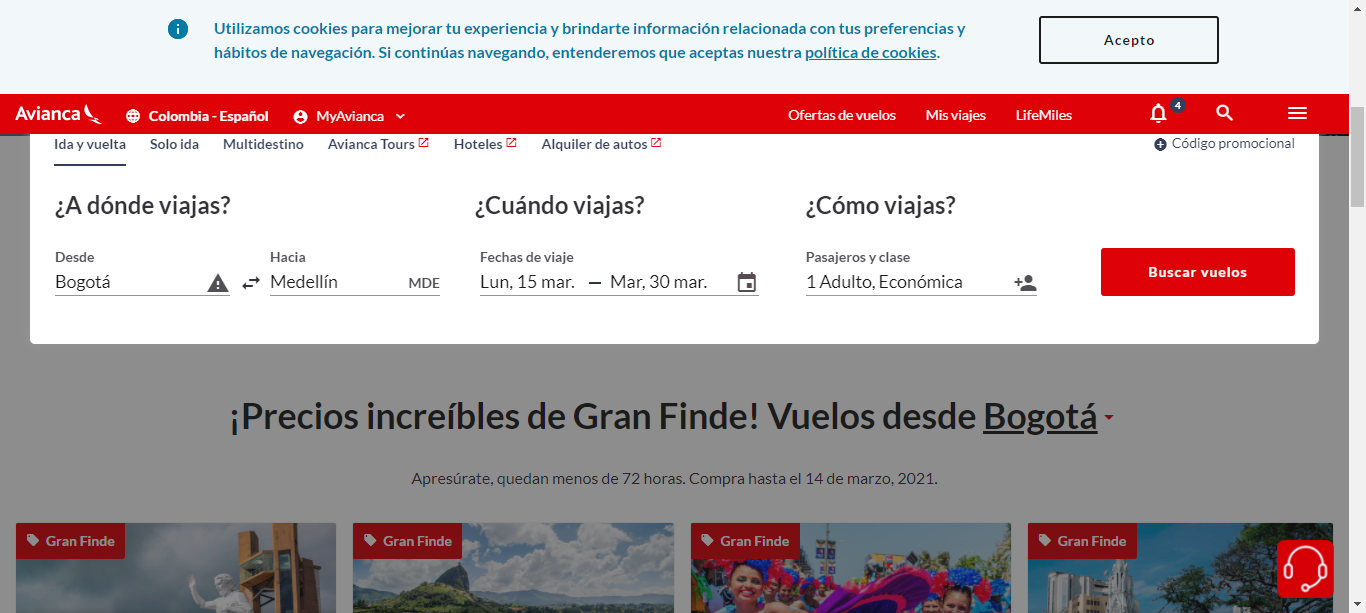 Utilizamos cookies para mejorar tu experiencia y brindarte información relacionada con tus preferencias y
hábitos de navegación. Si continúas navegando, entenderemos que aceptas nuestra política de cookies.
Acepto
Avianca
Colombia - Español
MyAvianca
Ofertas de vuelos
Mis viajes
LifeMiles
4
Ida y vuelta
Solo ida
Multidestino
Avianca Tours
Hoteles
Alquiler de autos
Código promocional
¿A dónde viajas?
¿Cuándo viajas?
¿Cómo viajas?
Desde
Hacia
Fechas de viaje
Pasajeros y clase
Bogotá
Medellín
MDE
Lun, 15 mar. — Mar, 30 mar.
1 Adulto, Económica
Buscar vuelos
¡Precios increíbles de Gran Finde! Vuelos desde Bogotá
Apresúrate, quedan menos de 72 horas. Compra hasta el 14 de marzo, 2021.
Gran Finde
Gran Finde
Gran Finde
Gran Finde